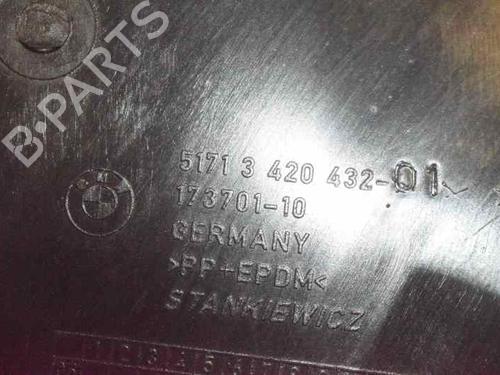 B-PARTS
5171 3 420 432-01
173701-10
GERMANY
>PP+EPDM<
STANKIEWICZ